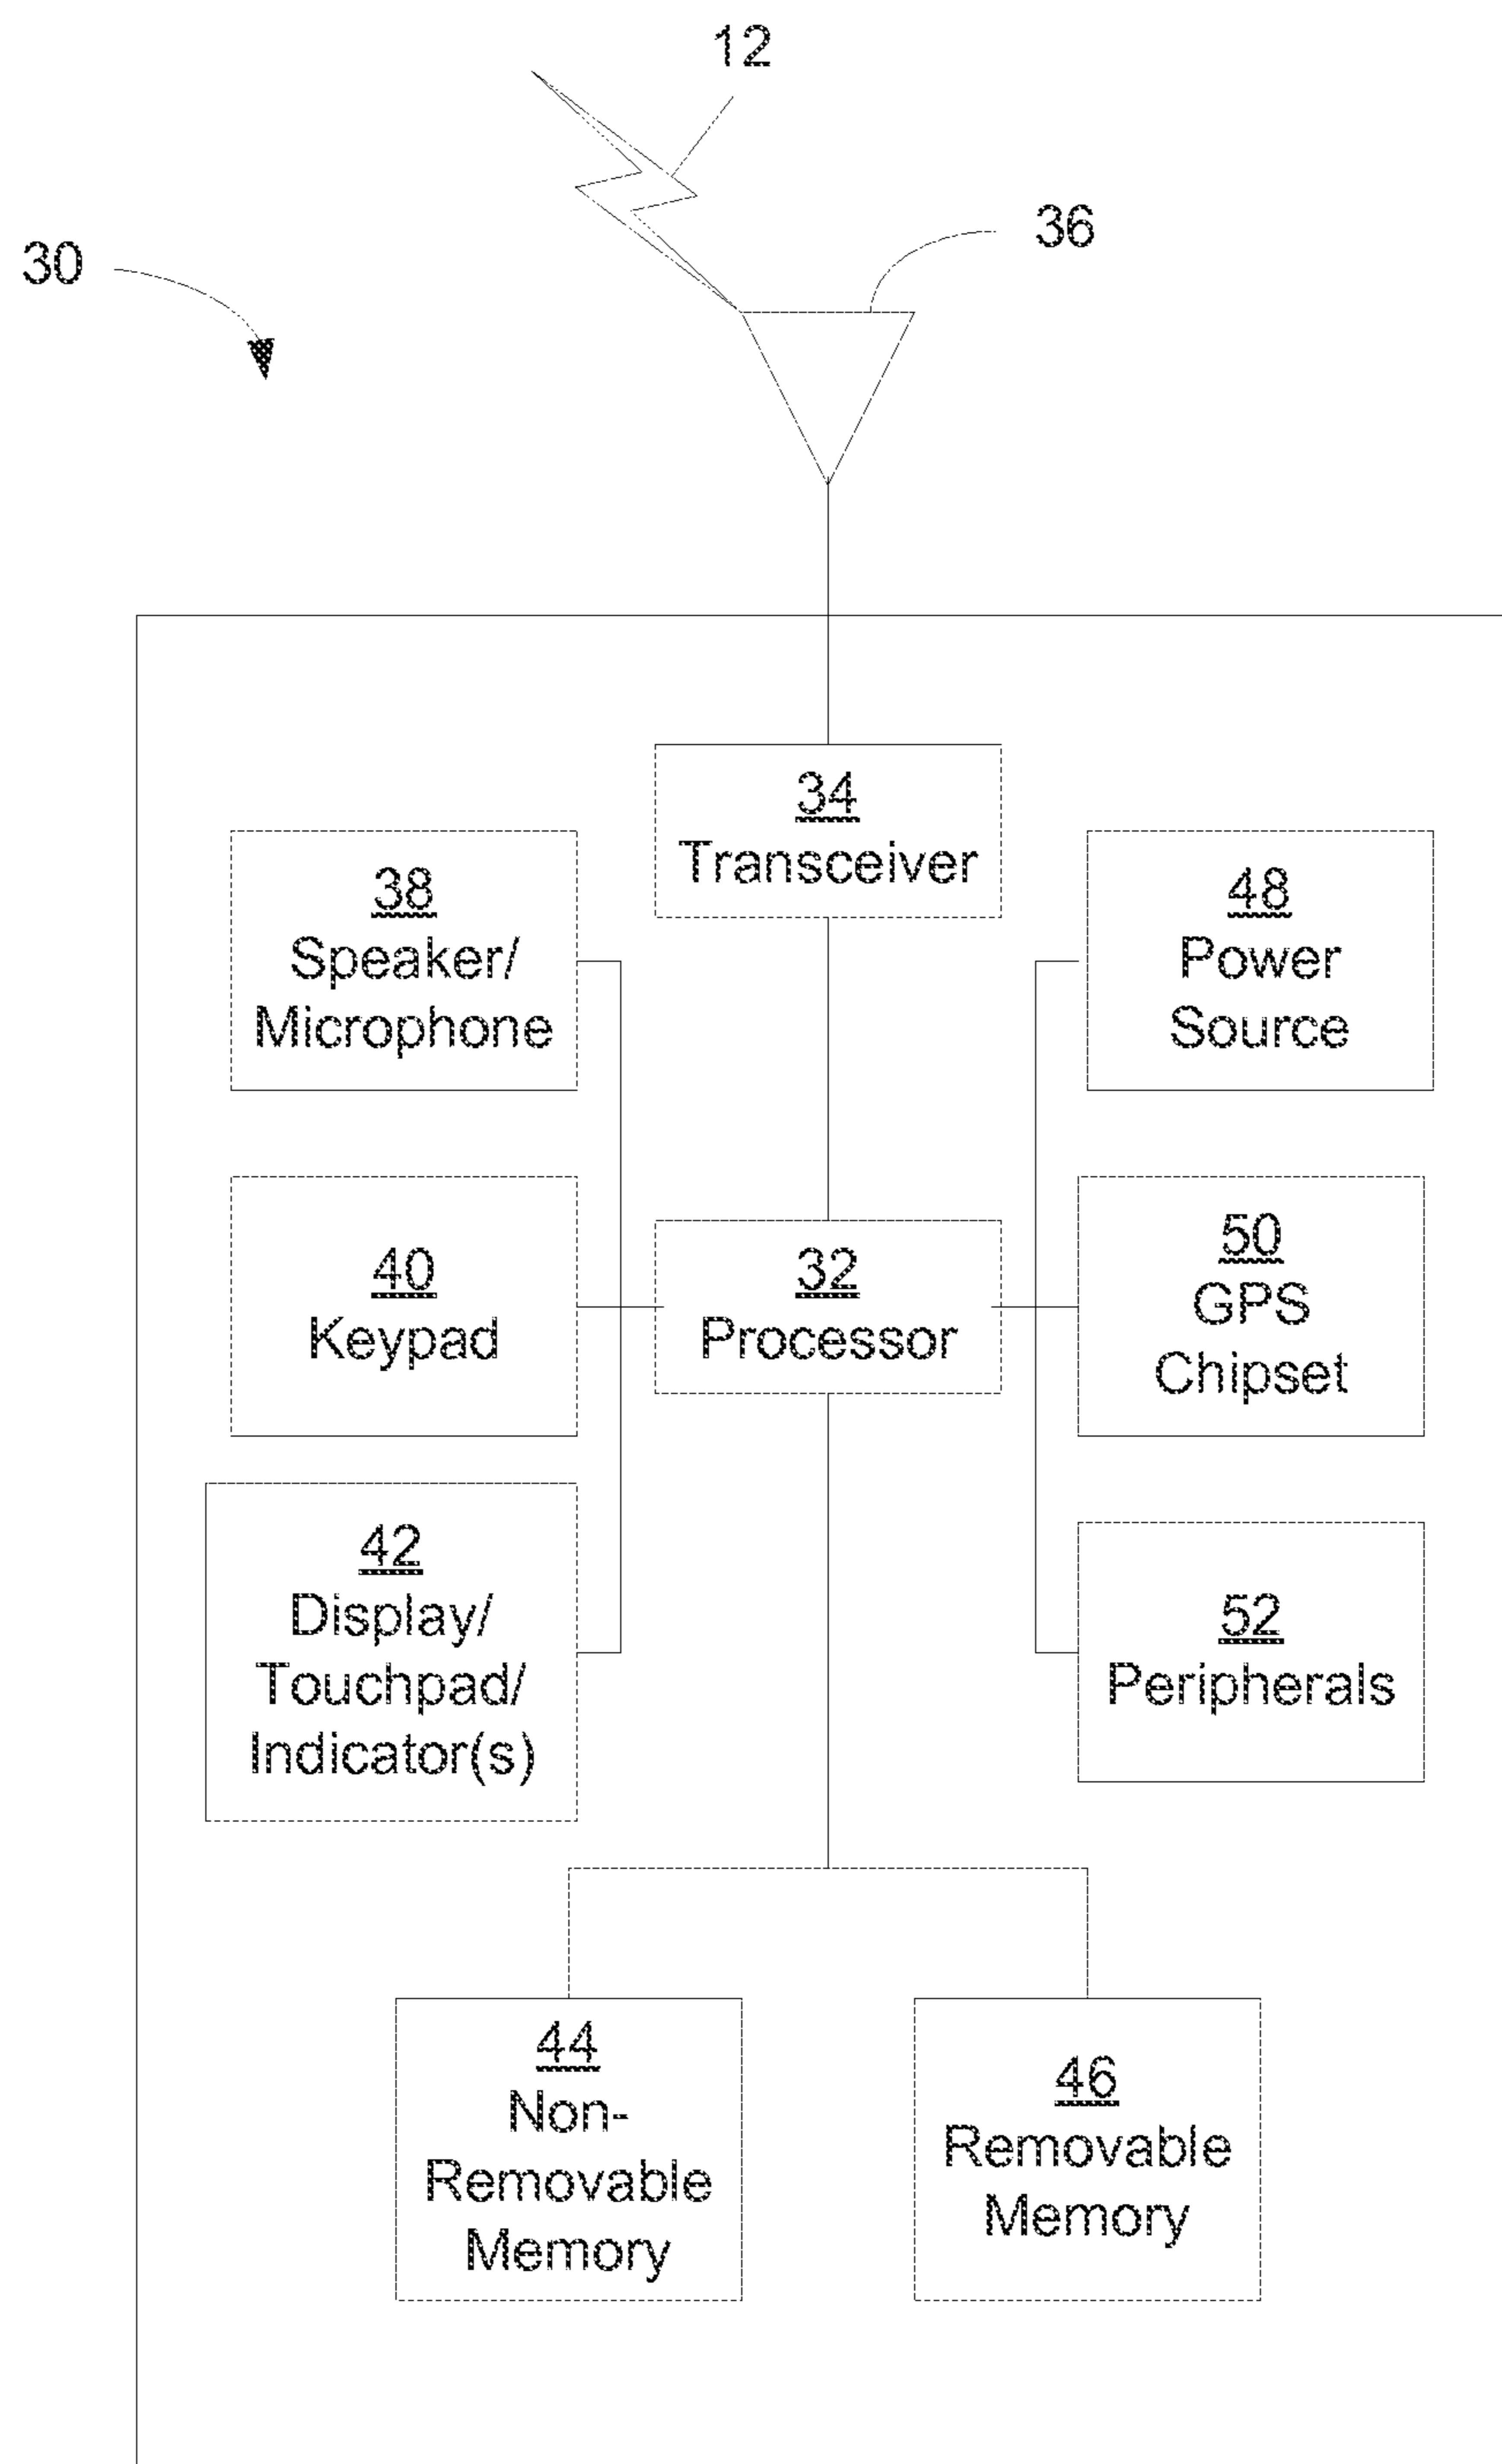 12
36
30
34
Transceiver
38
Speaker/
Microphone
48
Power
Source
40
Keypad
32
Processor
50
GPS
Chipset
42
Display/
Touchpad/
Indicator(s)
52
Peripherals
44
Non-
Removable
Memory
46
Removable
Memory